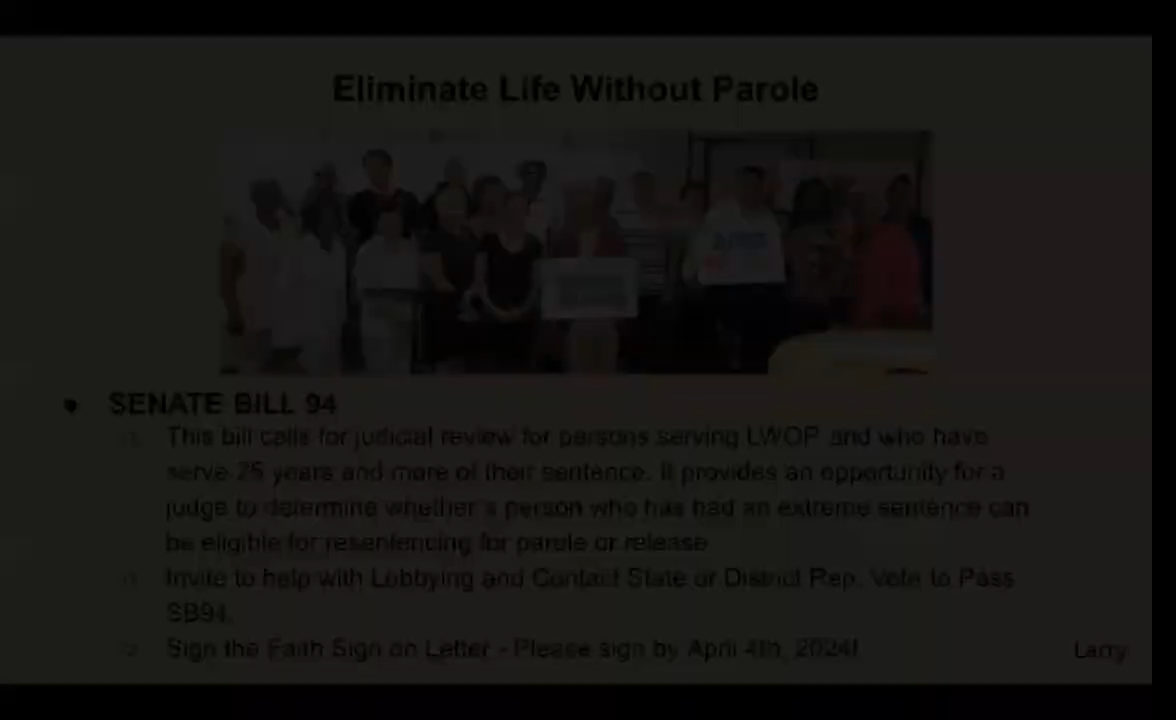 Eliminate Life Without Parole
SENATE BILL 94
This bill calls for judicial review for persons serving LWOP and who have
serve 25 years and more of their sentence. It provides an opportunity for a
judge to determine whether a person who has had an extreme sentence can
be eligible for resentencing for parole or release
Invite to help with Lobbying and Contact State or District Rep. Vote to Pass
SB94.
Sign the Faith Sign on Letter - Please sign by April 4th, 2024!
Larry